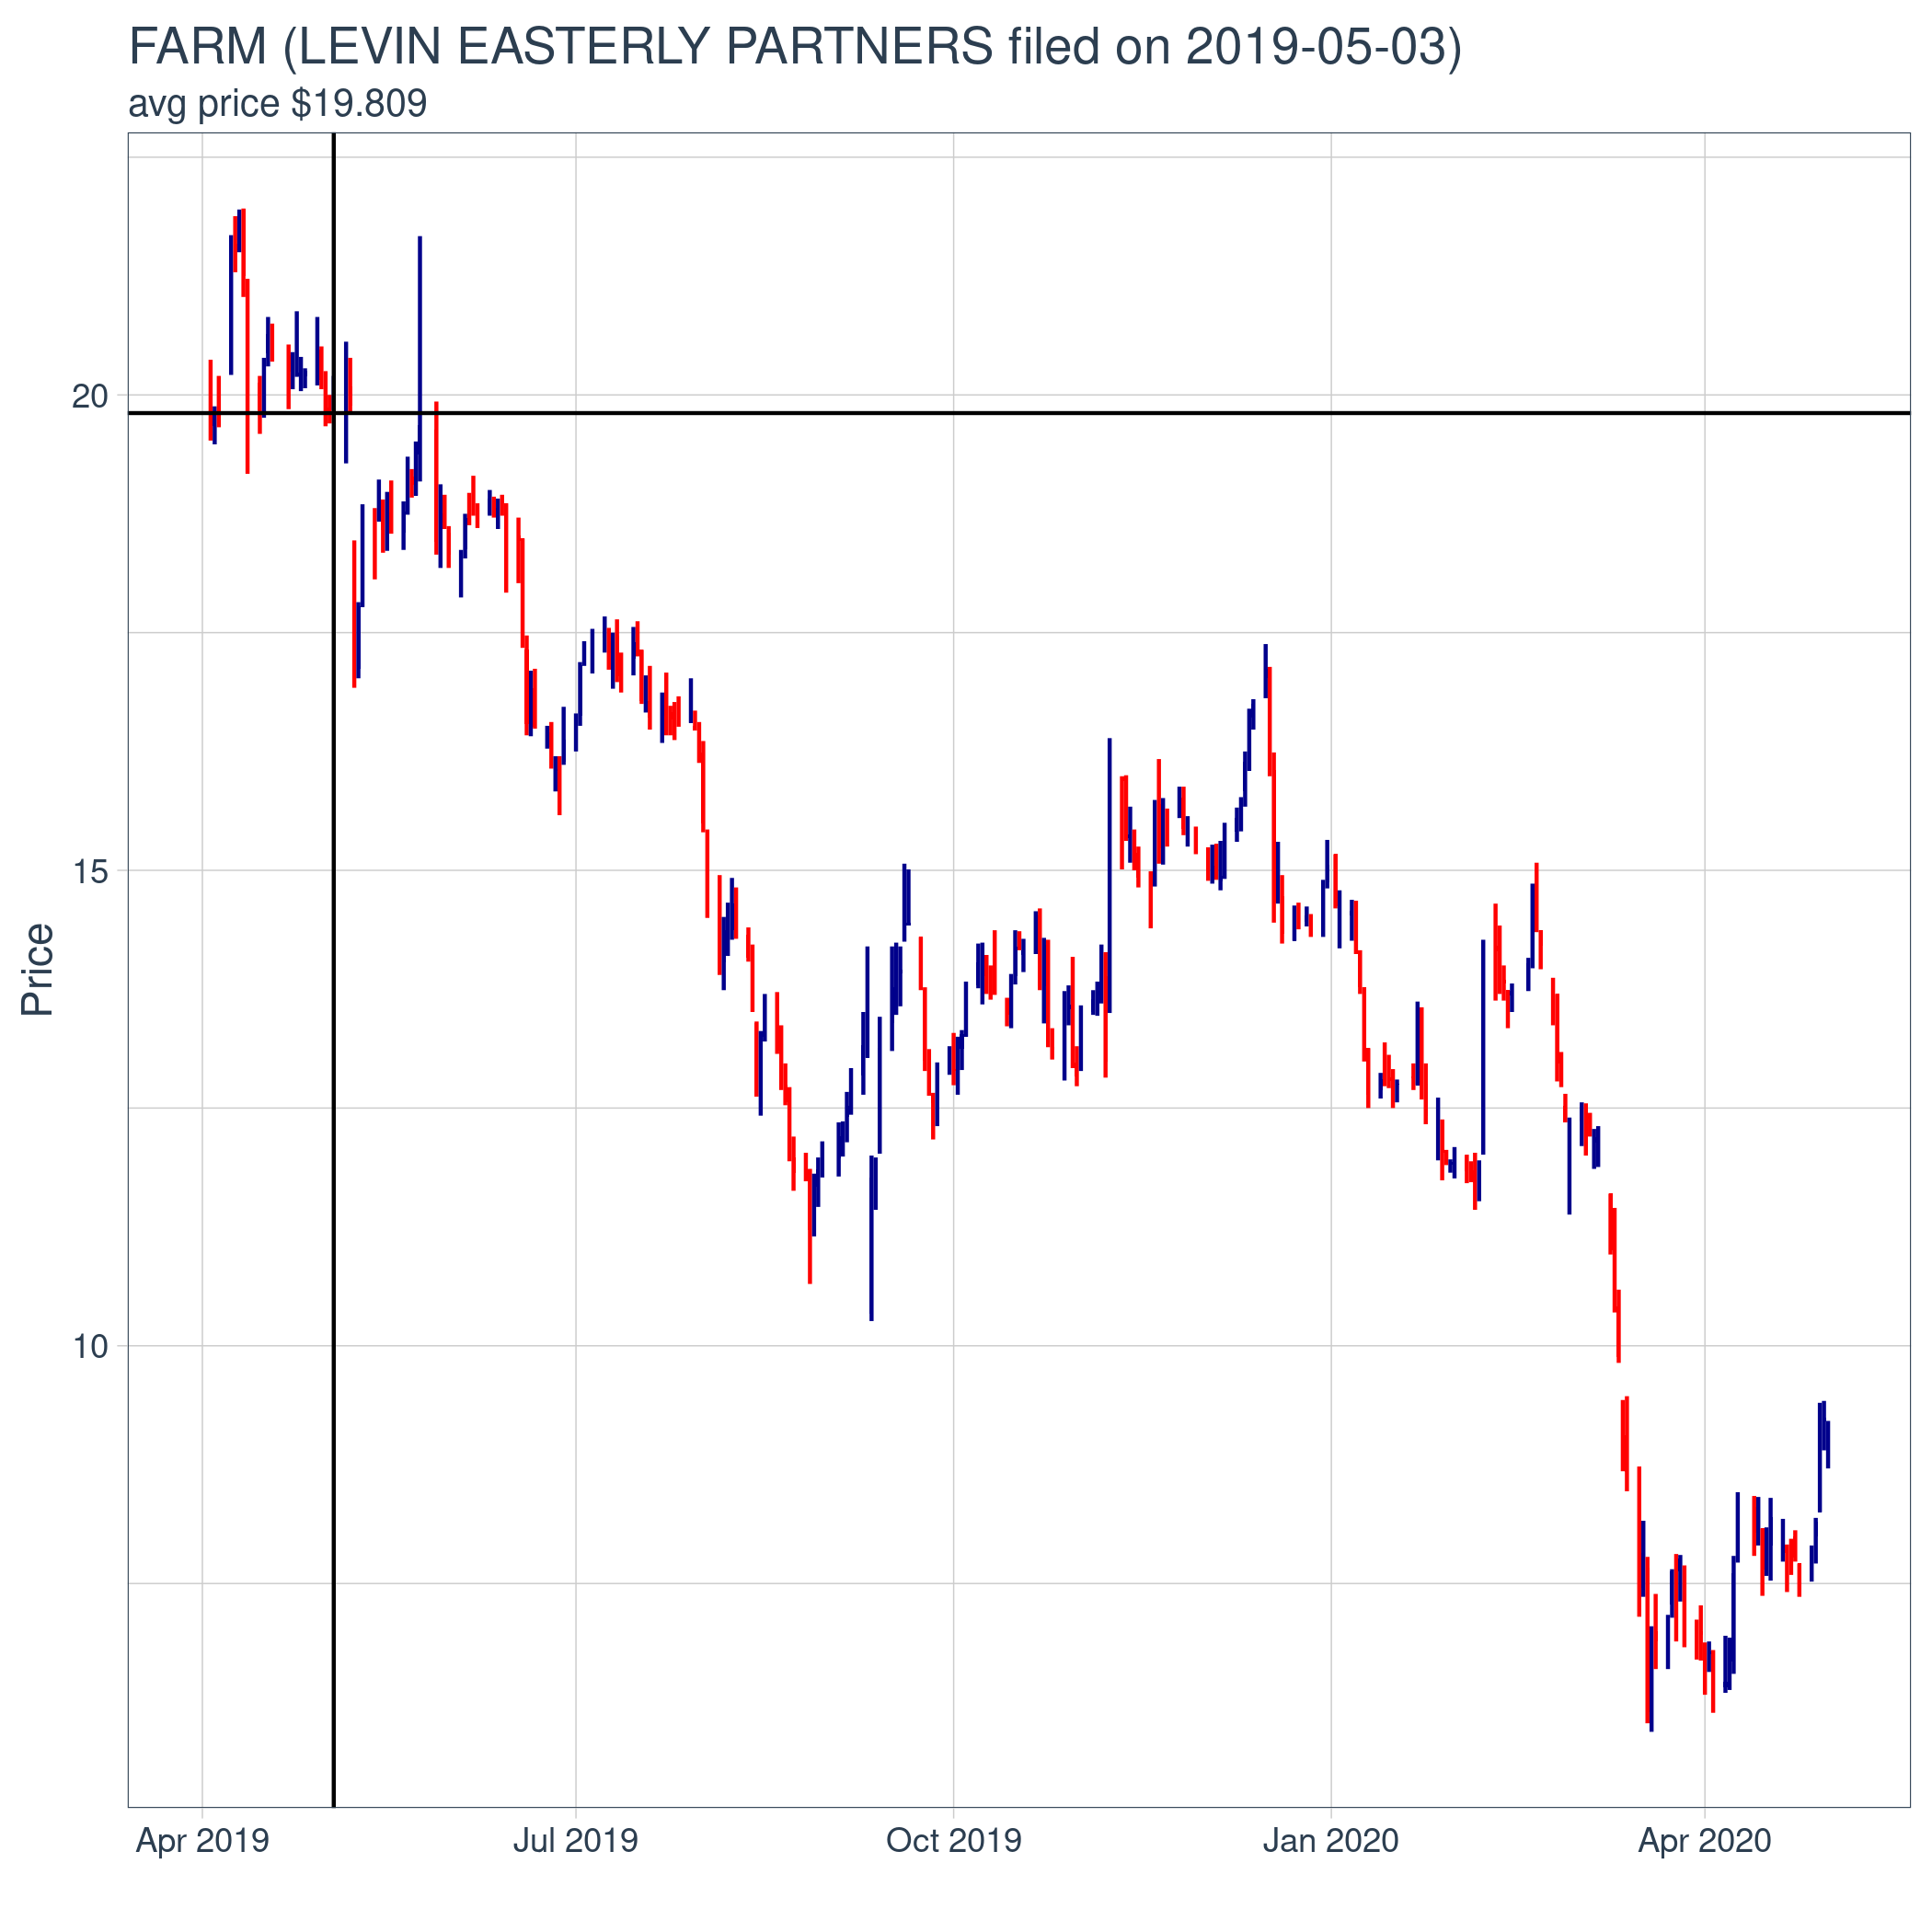 FARM (LEVIN EASTERLY PARTNERS filed on 2019-05-03)
avg price $19.809
20
15
10
Price
Apr 2019
Jul 2019
Oct 2019
Jan 2020
Apr 2020